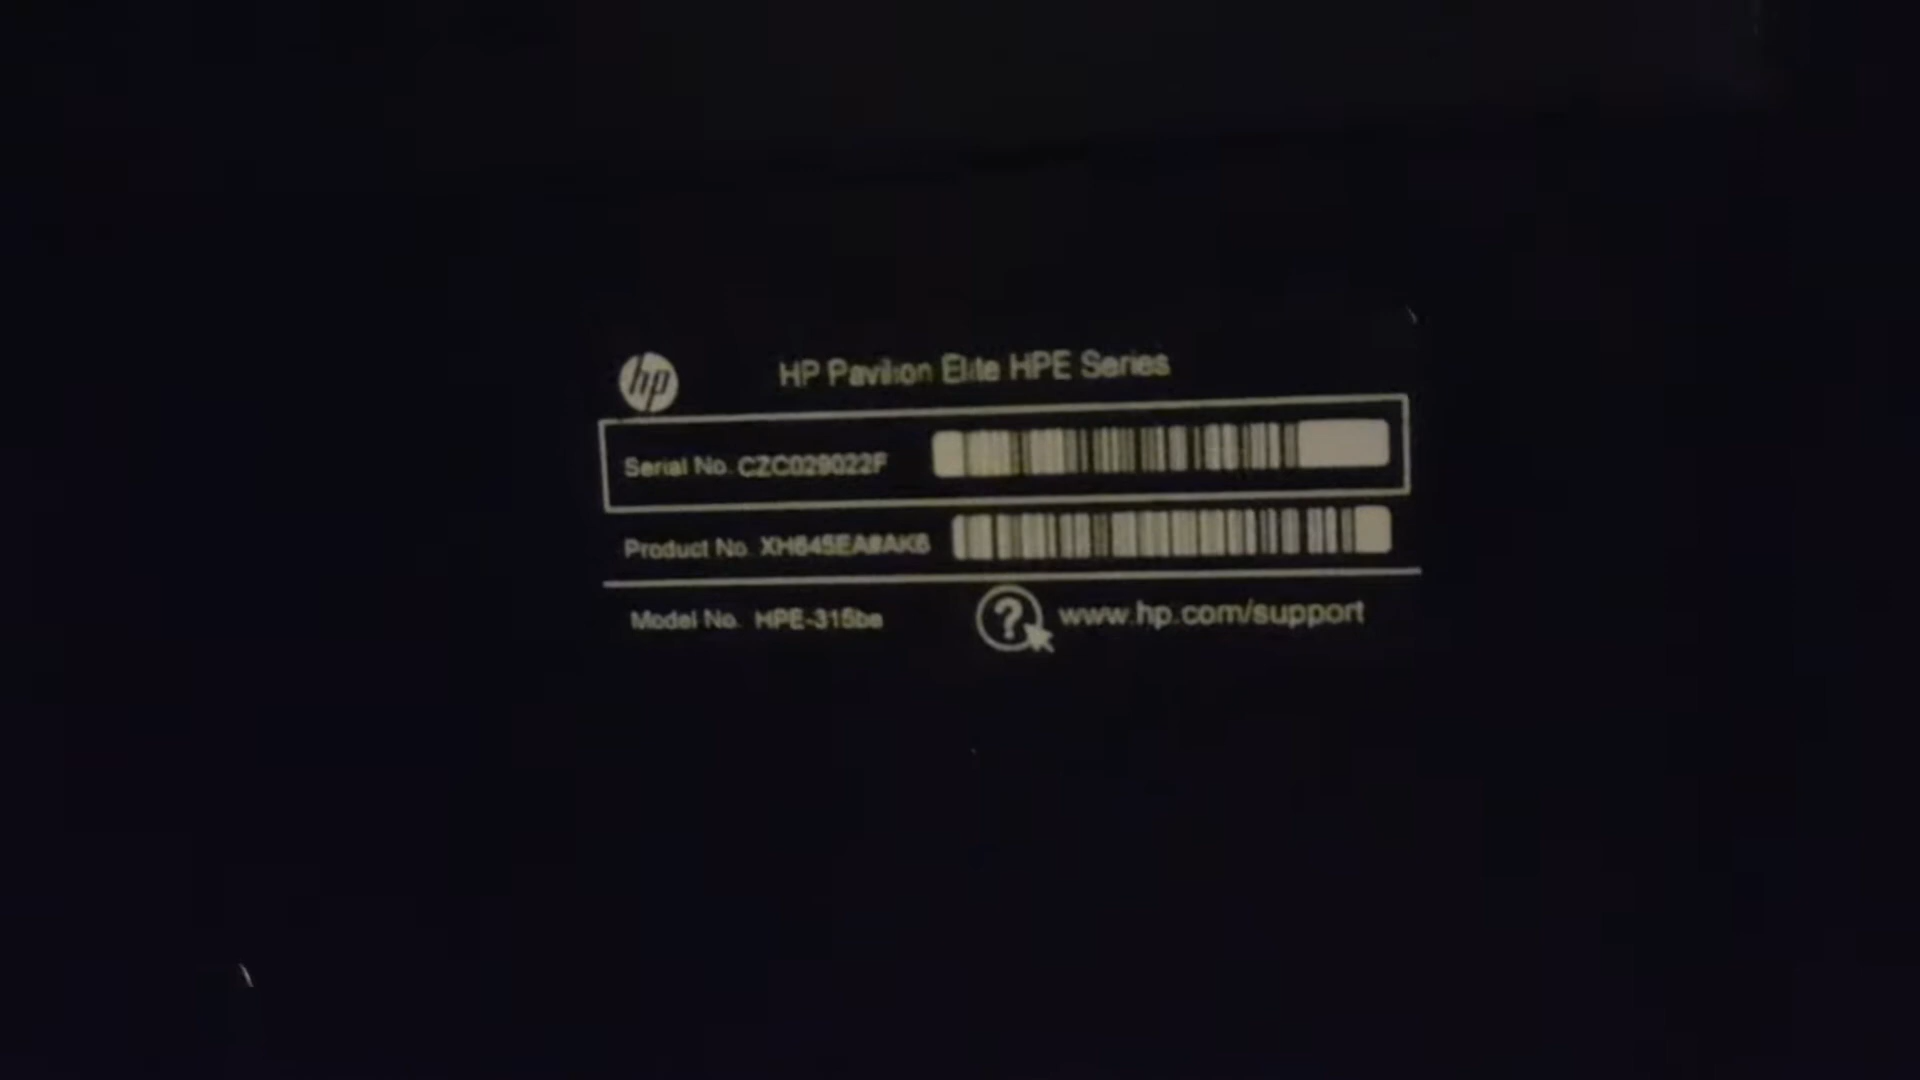 hp
HP Pavilion Elite HPE Series
Serial No. CZC029022F
Product No. XH645EA#AK6
Model No. HPE-315be
www.hp.com/support